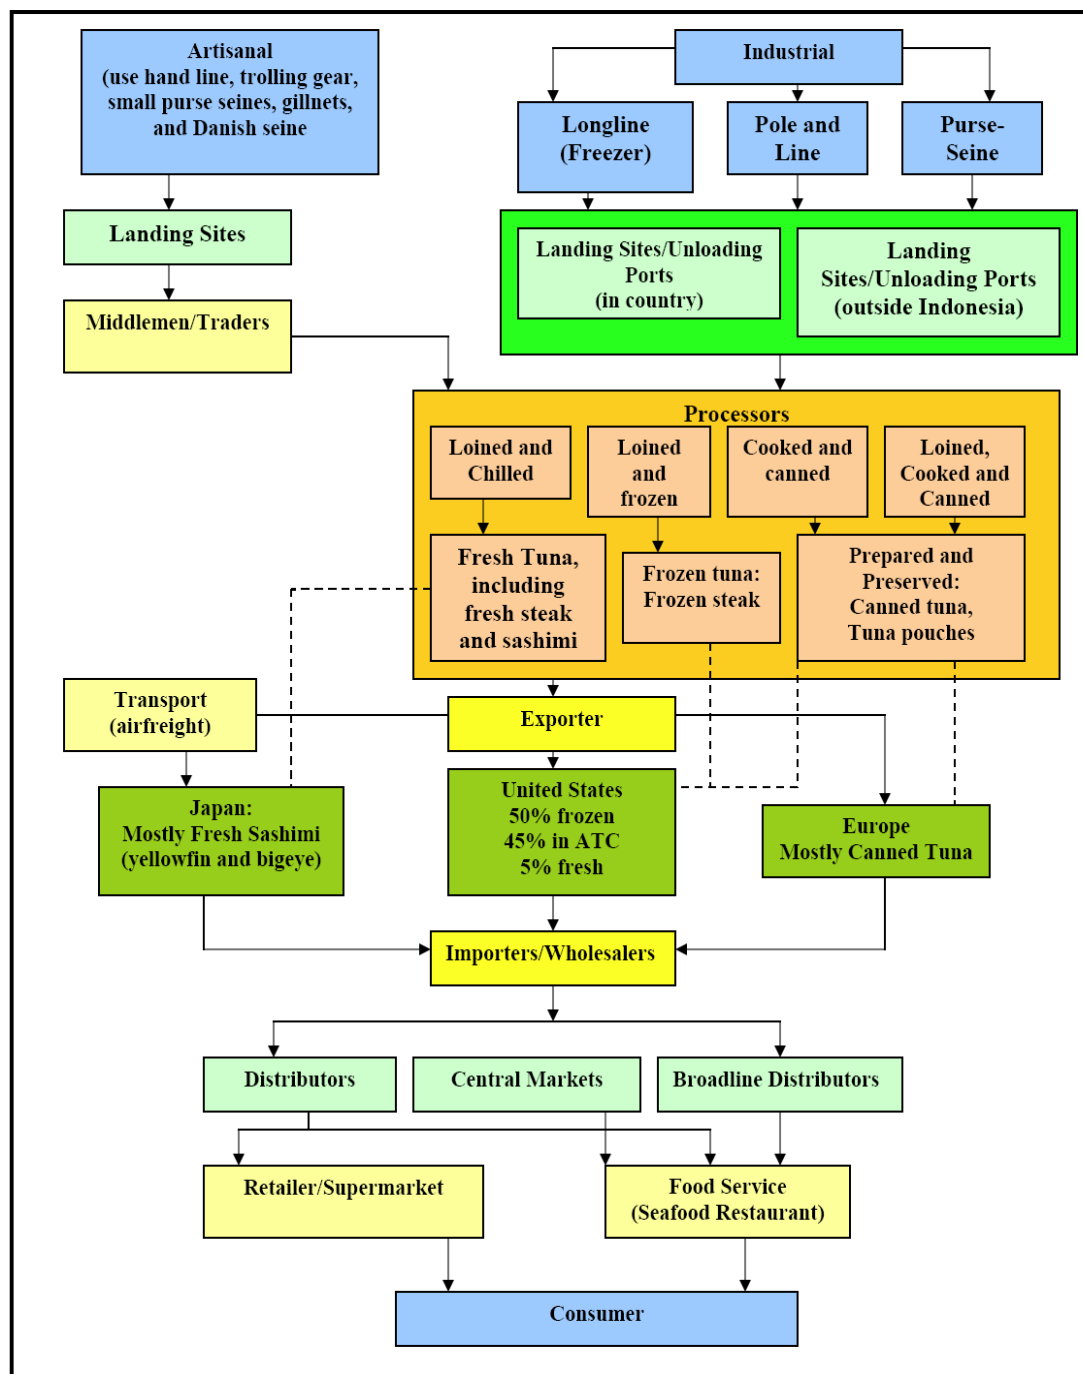 Artisanal
(use hand line, trolling gear,
small purse seines, gillnets,
and Danish seine
Industrial
Longline
(Freezer)
Pole and
Line
Purse-
Seine
Landing Sites
Landing Sites/Unloading
Ports
(in country)
Landing
Sites/Unloading Ports
(outside Indonesia)
Middlemen/Traders
Processors
Loined and
Chilled
Loined
and
frozen
Cooked and
canned
Loined,
Cooked and
Canned
Fresh Tuna,
including
fresh steak
and sashimi
Frozen tuna:
Frozen steak
Prepared and
Preserved:
Canned tuna,
Tuna pouches
Transport
(airfreight)
Exporter
Japan:
Mostly Fresh Sashimi
(yellowfin and bigeye)
United States
50% frozen
45% in ATC
5% fresh
Europe
Mostly Canned Tuna
Importers/Wholesalers
Distributors
Central Markets
Broadline Distributors
Retailer/Supermarket
Food Service
(Seafood Restaurant)
Consumer